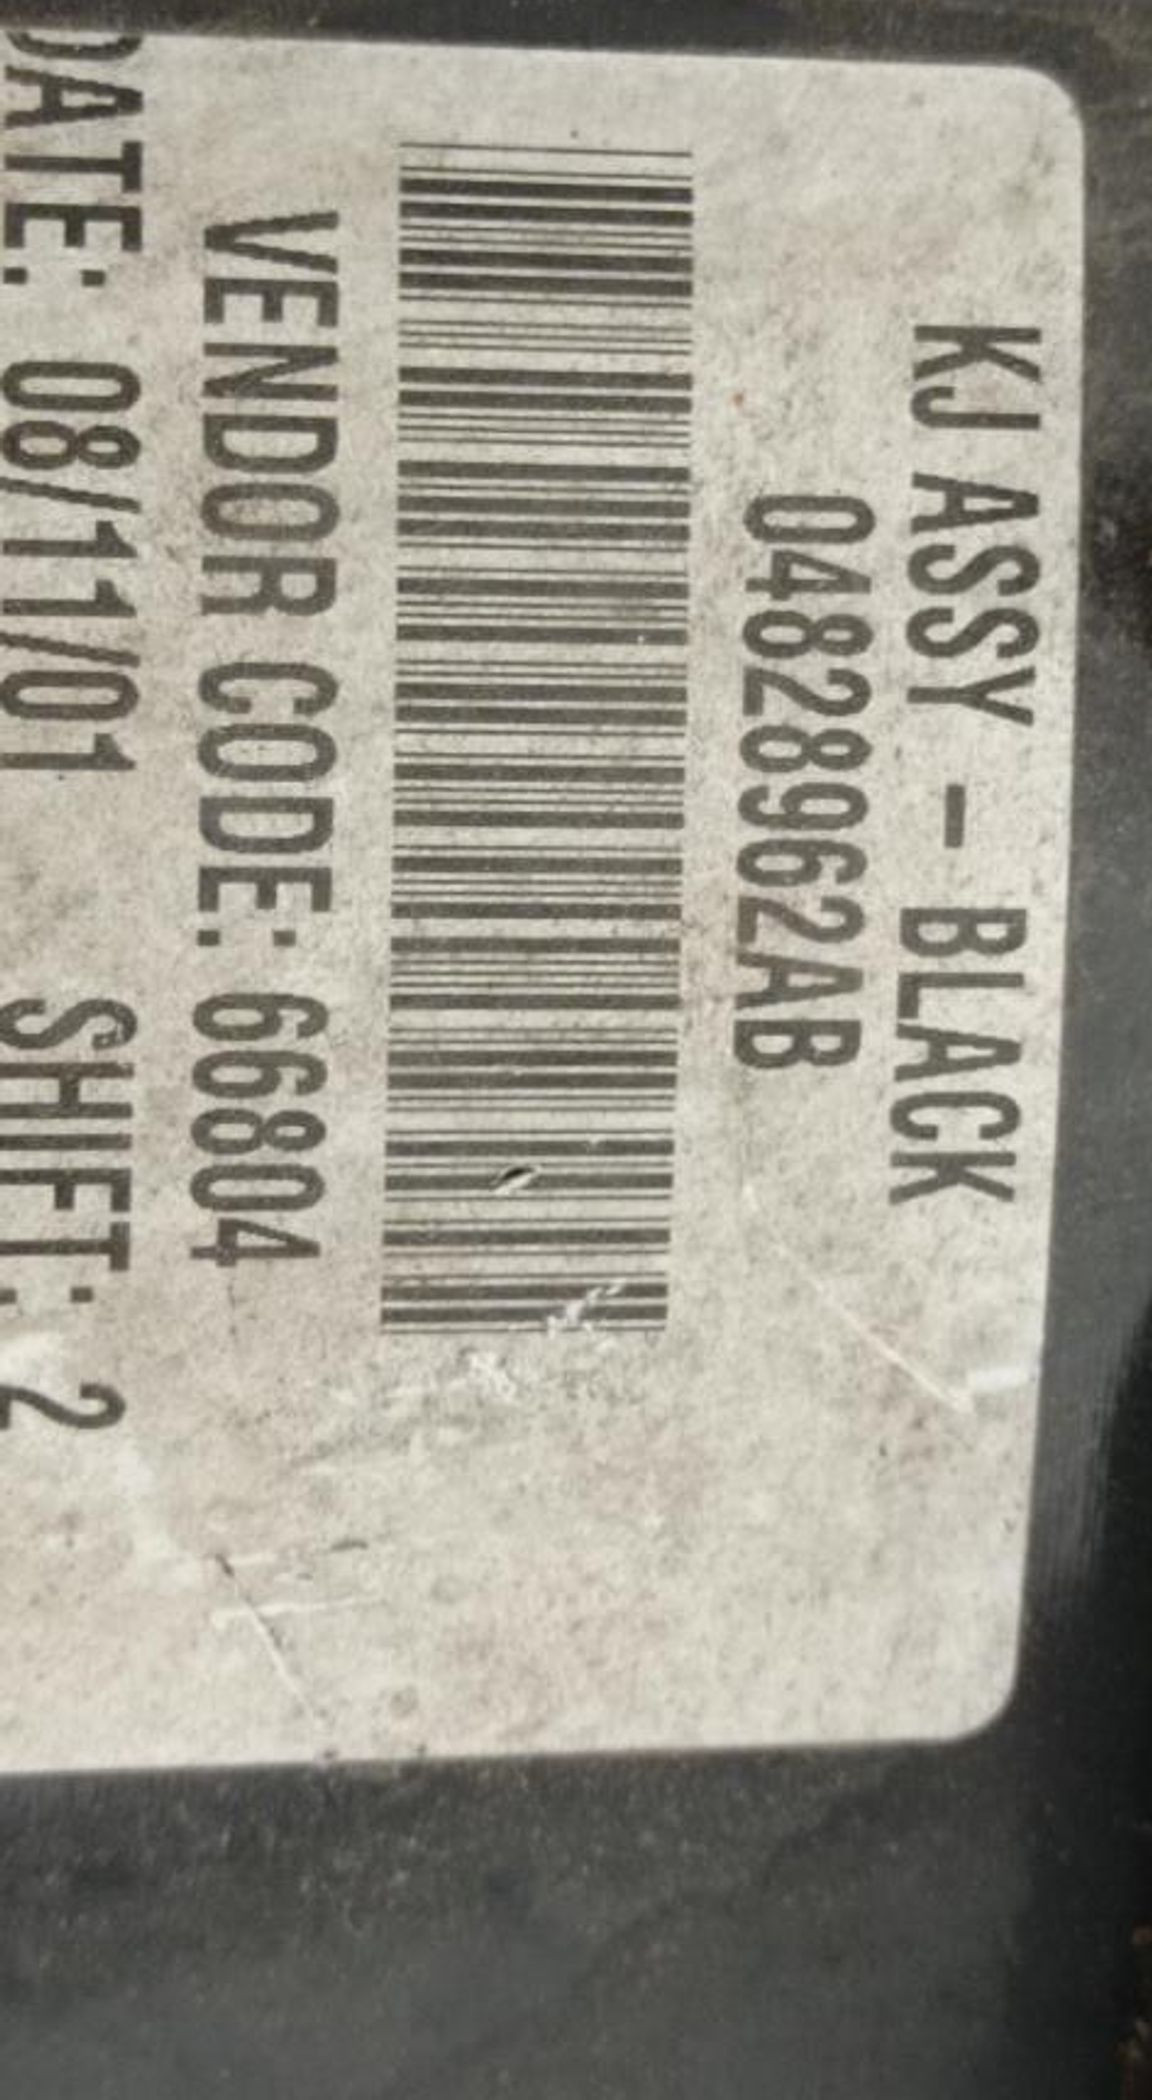 KJ ASSY - BLACK
04828962AB
VENDOR CODE: 66804
DATE: 08/11/01 SHIFT: 2